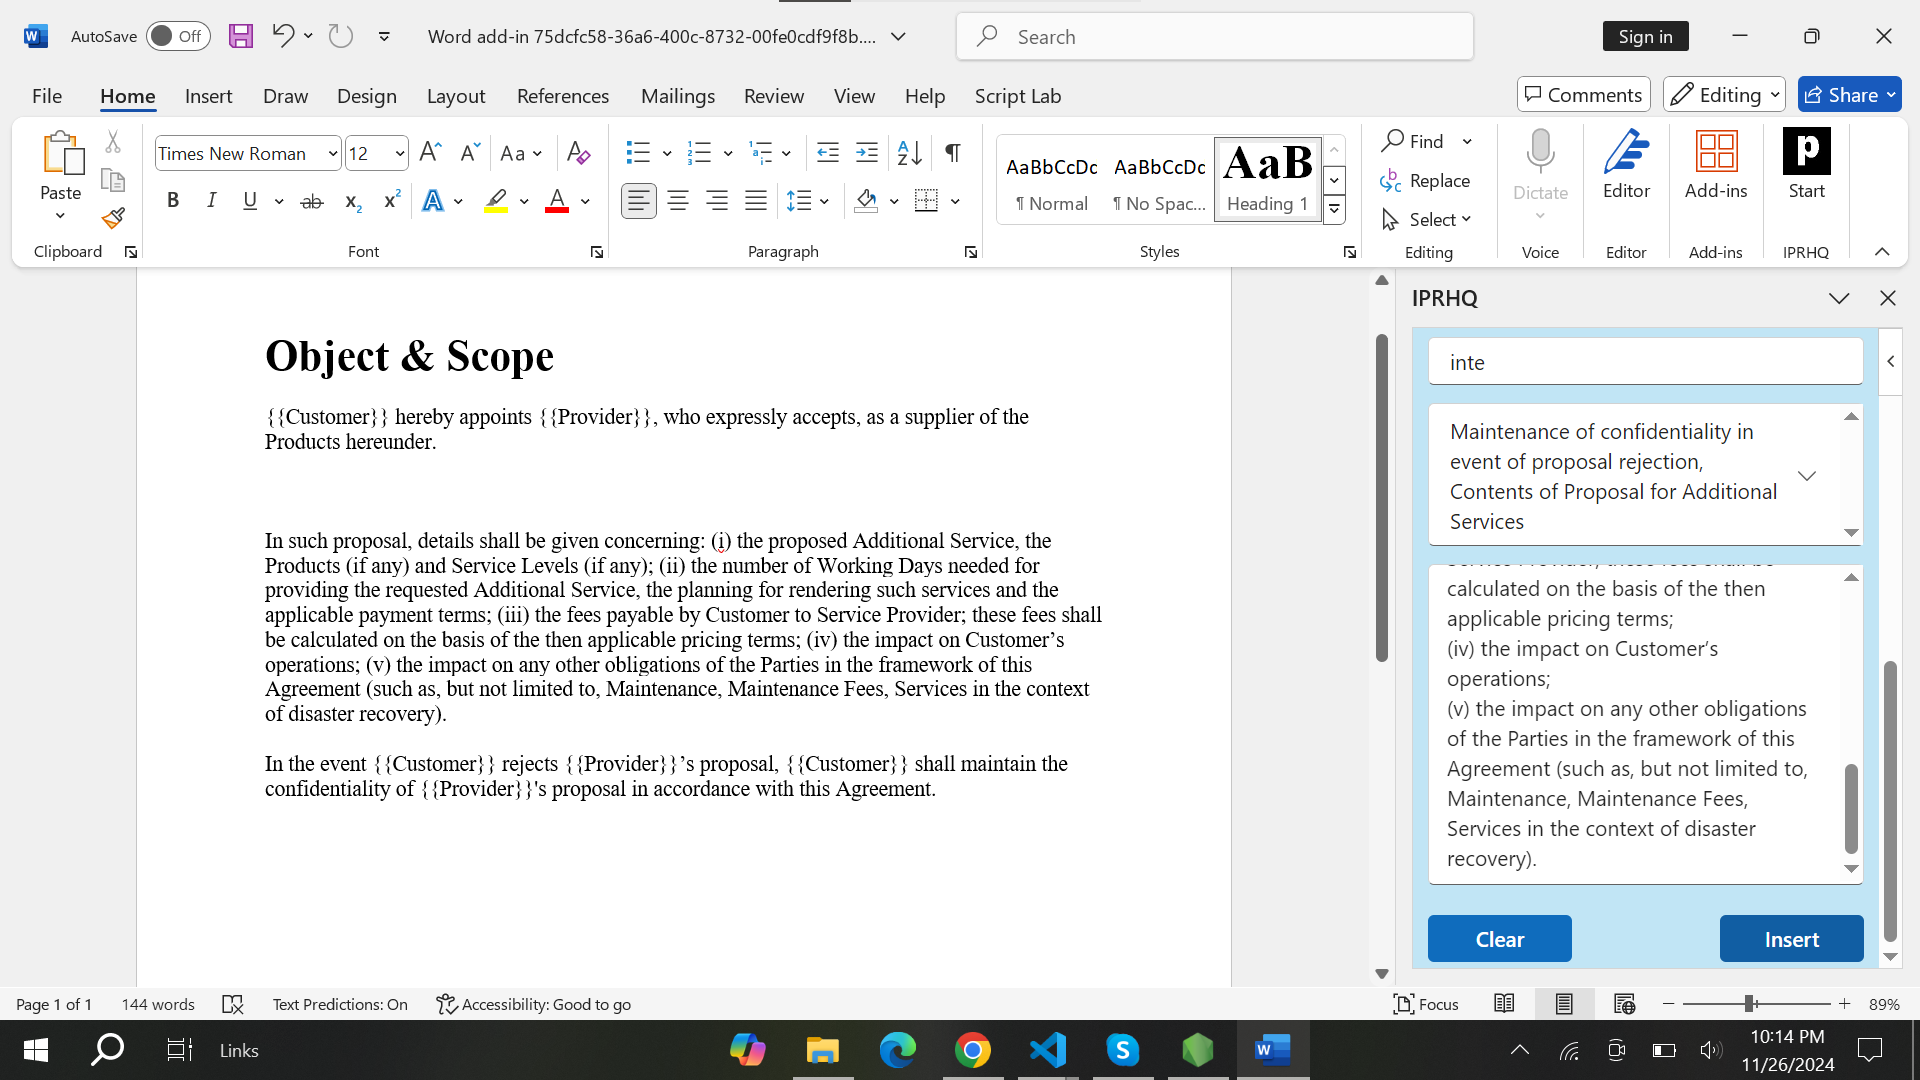 AutoSave Off Word add-in 75dcfc58-36a6-400c-8732-00fe0cdf9f8b.... Search Sign in
File Home Insert Draw Design Layout References Mailings Review View Help Script Lab Comments Editing Share
Paste
Clipboard
Times New Roman 12
Font
Paragraph
AaBbCcDc AaBbCcDc AaB
¶ Normal ¶ No Spac... Heading 1
Styles
Find
Replace
Select
Editing
Dictate
Voice
Editor
Editor
Add-ins
Add-ins
Start
IPRHQ
Object & Scope
{{Customer}} hereby appoints {{Provider}}, who expressly accepts, as a supplier of the
Products hereunder.
In such proposal, details shall be given concerning: (i) the proposed Additional Service, the
Products (if any) and Service Levels (if any); (ii) the number of Working Days needed for
providing the requested Additional Service, the planning for rendering such services and the
applicable payment terms; (iii) the fees payable by Customer to Service Provider; these fees shall
be calculated on the basis of the then applicable pricing terms; (iv) the impact on Customer’s
operations; (v) the impact on any other obligations of the Parties in the framework of this
Agreement (such as, but not limited to, Maintenance, Maintenance Fees, Services in the context
of disaster recovery).
In the event {{Customer}} rejects {{Provider}}’s proposal, {{Customer}} shall maintain the
confidentiality of {{Provider}}'s proposal in accordance with this Agreement.
IPRHQ
inte
Maintenance of confidentiality in
event of proposal rejection,
Contents of Proposal for Additional
Services
calculated on the basis of the then
applicable pricing terms;
(iv) the impact on Customer’s
operations;
(v) the impact on any other obligations
of the Parties in the framework of this
Agreement (such as, but not limited to,
Maintenance, Maintenance Fees,
Services in the context of disaster
recovery).
Clear Insert
Page 1 of 1 144 words Text Predictions: On Accessibility: Good to go Focus 89%
Links
10:14 PM
11/26/2024